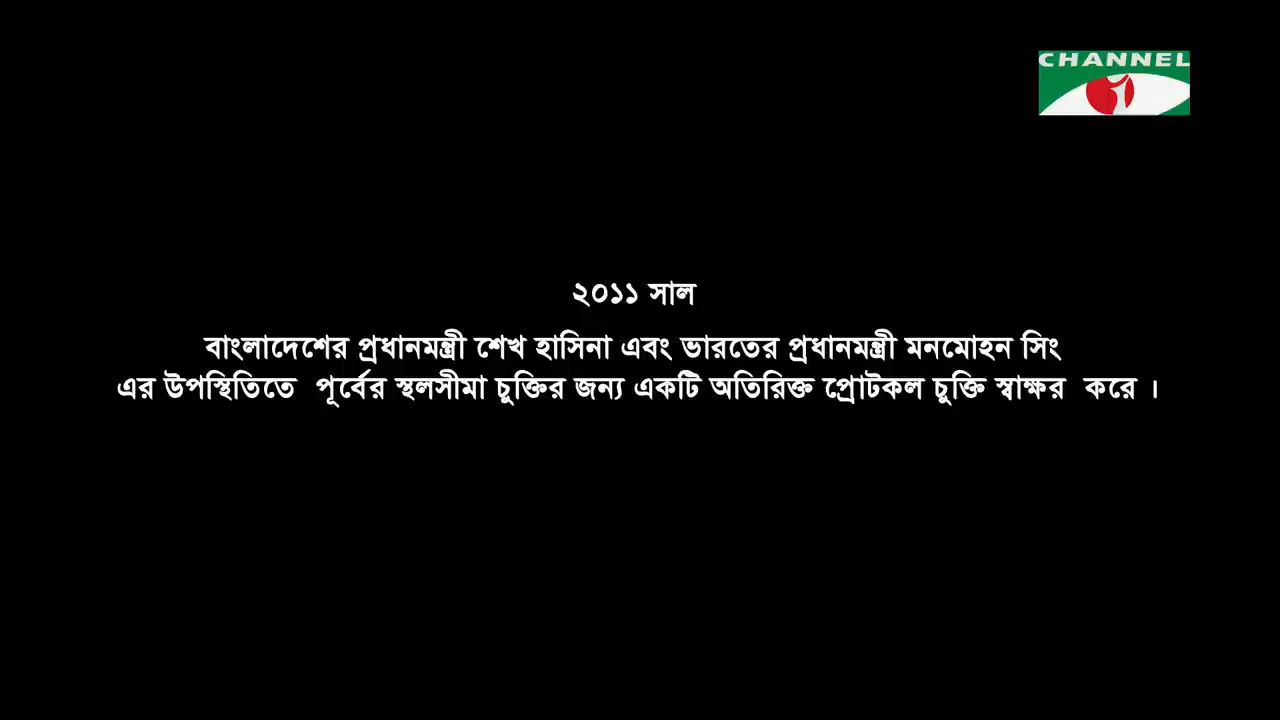 CHANNEL
২০১১ সাল
বাংলাদেশের প্রধানমন্ত্রী শেখ হাসিনা এবং ভারতের প্রধানমন্ত্রী মনমোহন সিং
এর উপস্থিতিতে  পূর্বের স্থলসীমা চুক্তির জন্য একটি অতিরিক্ত প্রোটকল চুক্তি স্বাক্ষর  করে ।